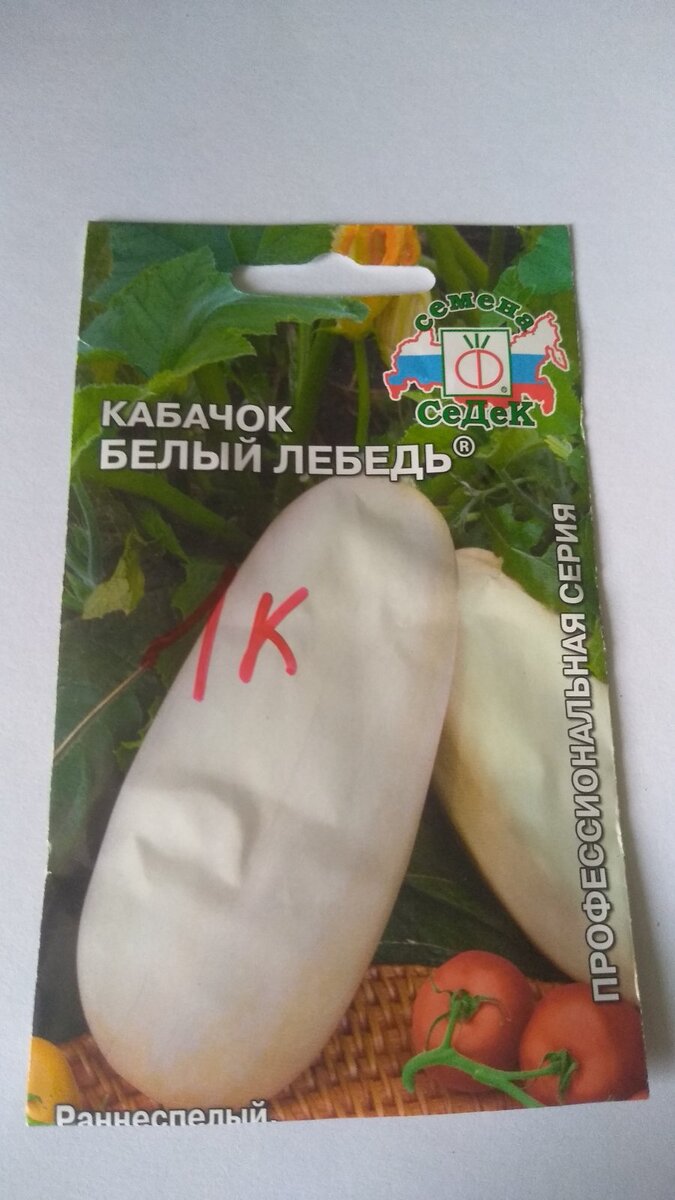 семена
СеДеК
КАБАЧОК
БЕЛЫЙ ЛЕБЕДЬ®
1К
ПРОФЕССИОНАЛЬНАЯ СЕРИЯ
Раннеспелый.